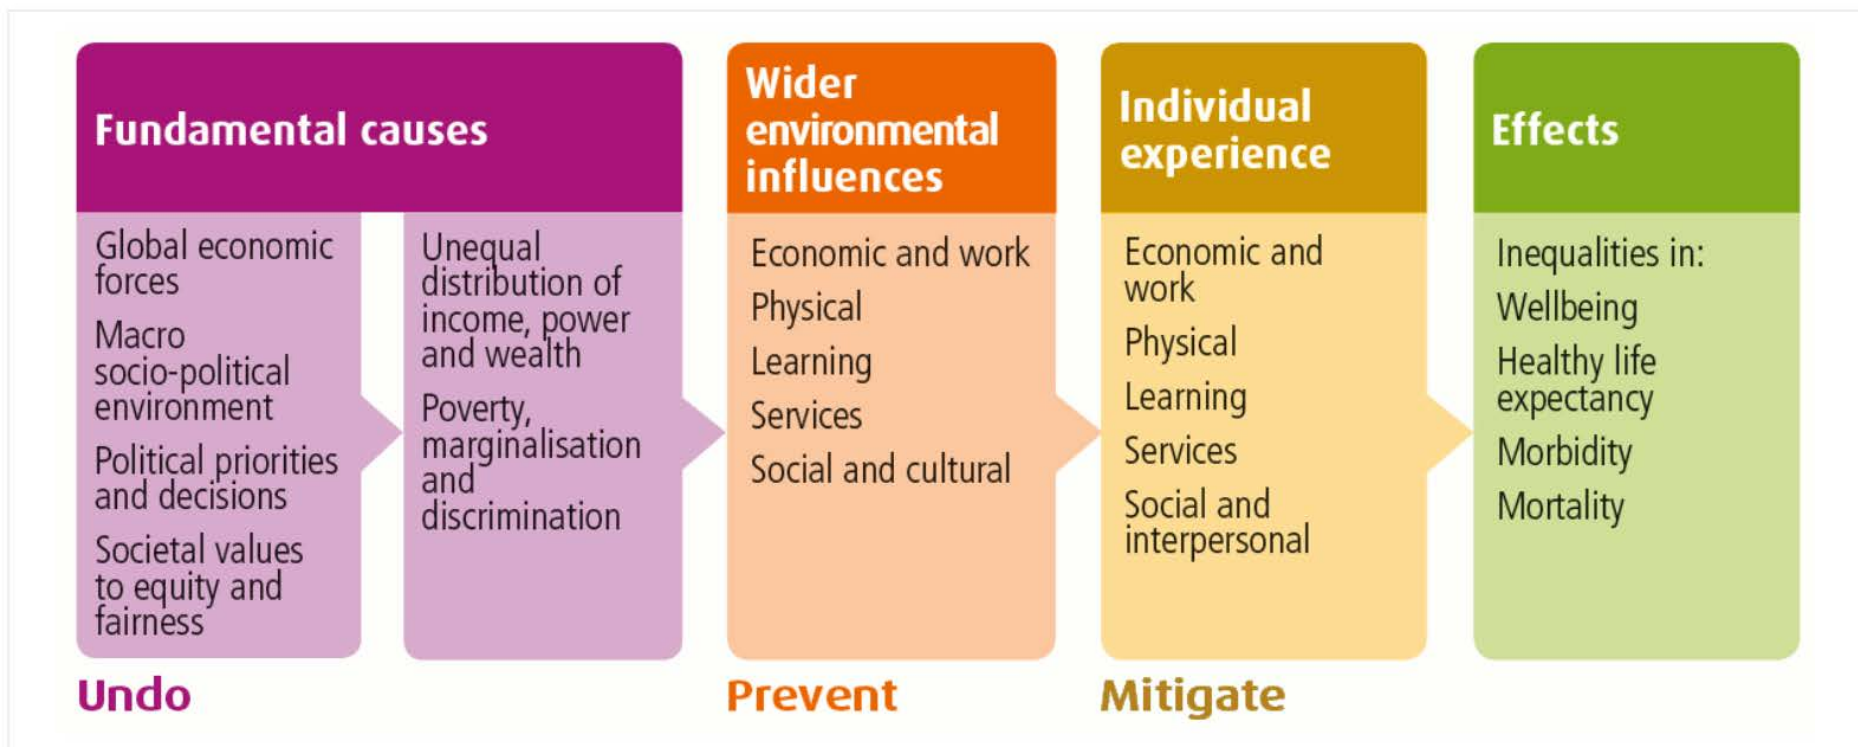 Fundamental causes
Global economic
forces
Macro
socio-political
environment
Political priorities
and decisions
Societal values
to equity and
fairness
Unequal
distribution of
income, power
and wealth
Poverty,
marginalisation
and
discrimination
Undo
Wider
environmental
influences
Economic and work
Physical
Learning
Services
Social and cultural
Prevent
Individual
experience
Economic and
work
Physical
Learning
Services
Social and
interpersonal
Mitigate
Effects
Inequalities in:
Wellbeing
Healthy life
expectancy
Morbidity
Mortality